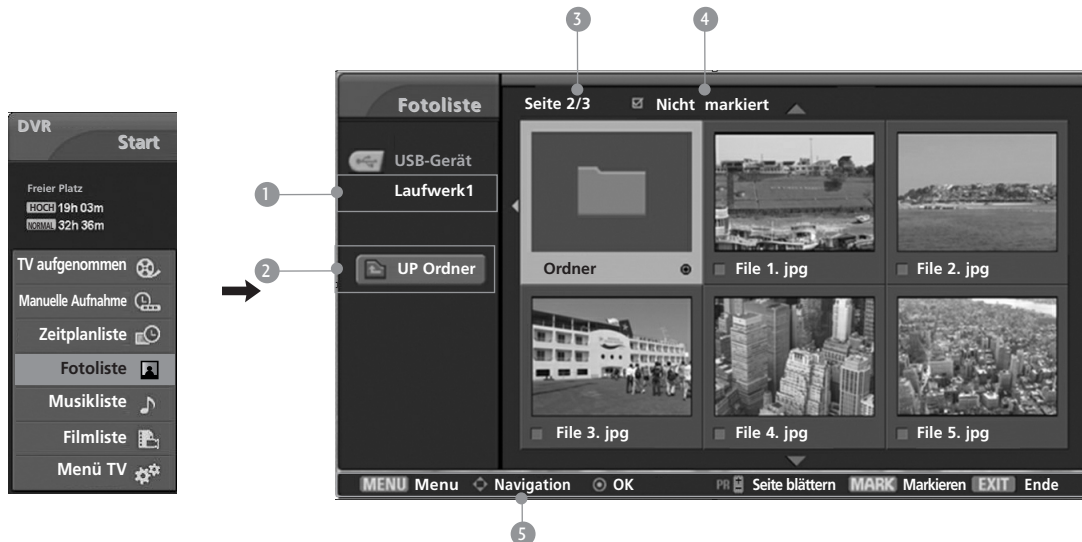 3
4
DVR
Start
Freier Platz
HOCH 19h 03m
NORMAL 32h 36m
TV aufgenommen
Manuelle Aufnahme
Zeitplanliste
Fotoliste
Musikliste
Filmliste
Menü TV
1
2
Fotoliste
USB-Gerät
Laufwerk1
UP Ordner
Seite 2/3
Nicht markiert
Ordner
File 1. jpg
File 2. jpg
File 3. jpg
File 4. jpg
File 5. jpg
MENU Menu Navigation OK PR + - Seite blättern MARK Markieren EXIT Ende
5